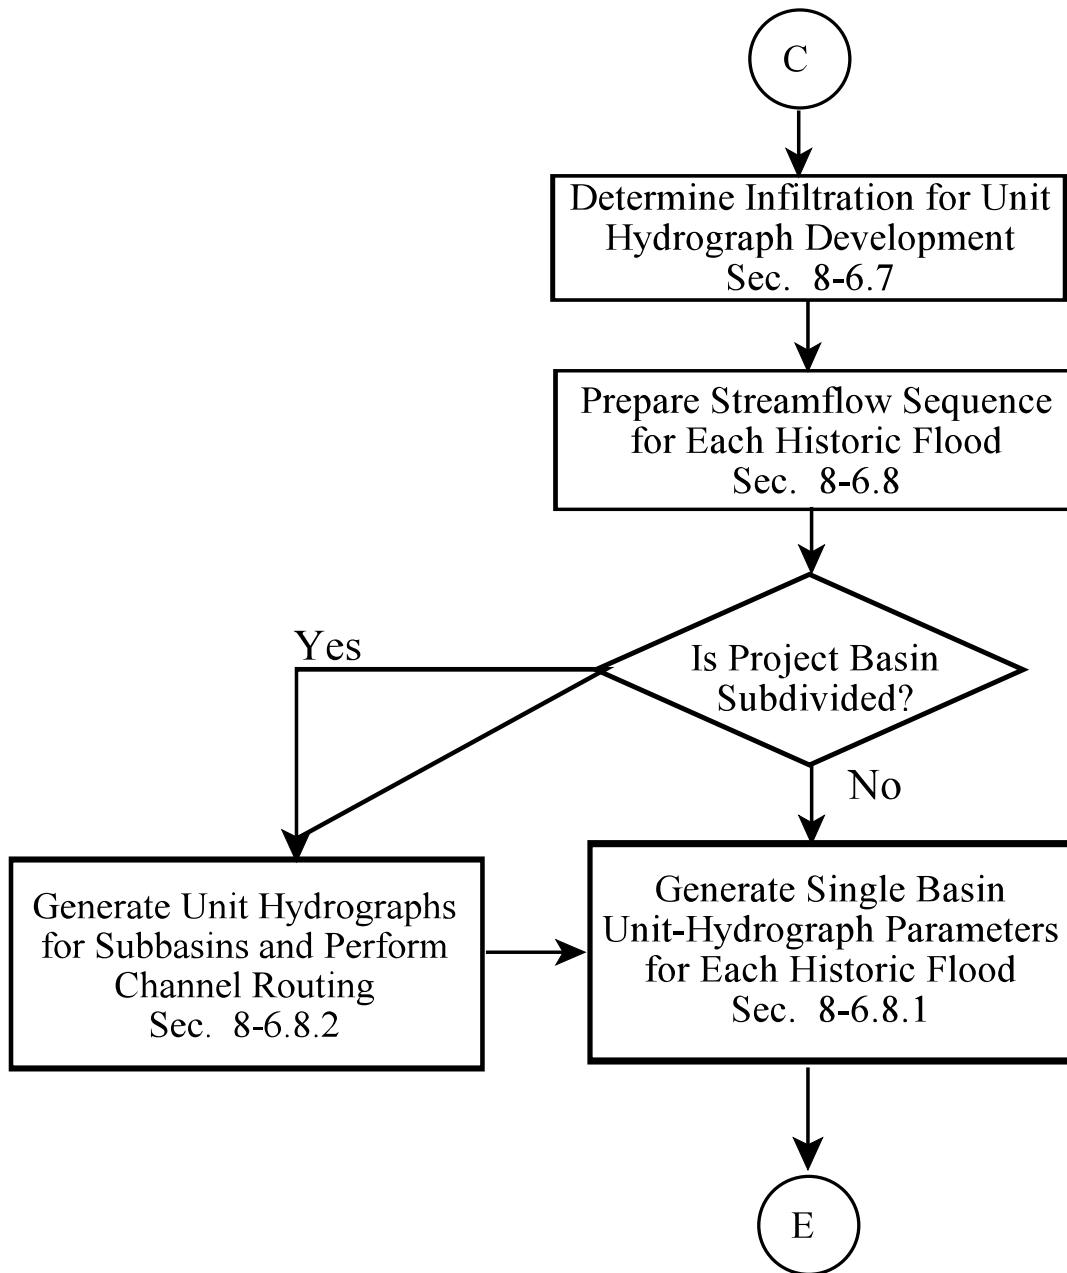 C
Determine Infiltration for Unit
Hydrograph Development
Sec. 8-6.7
Prepare Streamflow Sequence
for Each Historic Flood
Sec. 8-6.8
Yes
Is Project Basin
Subdivided?
No
Generate Unit Hydrographs
for Subbasins and Perform
Channel Routing
Sec. 8-6.8.2
Generate Single Basin
Unit-Hydrograph Parameters
for Each Historic Flood
Sec. 8-6.8.1
E